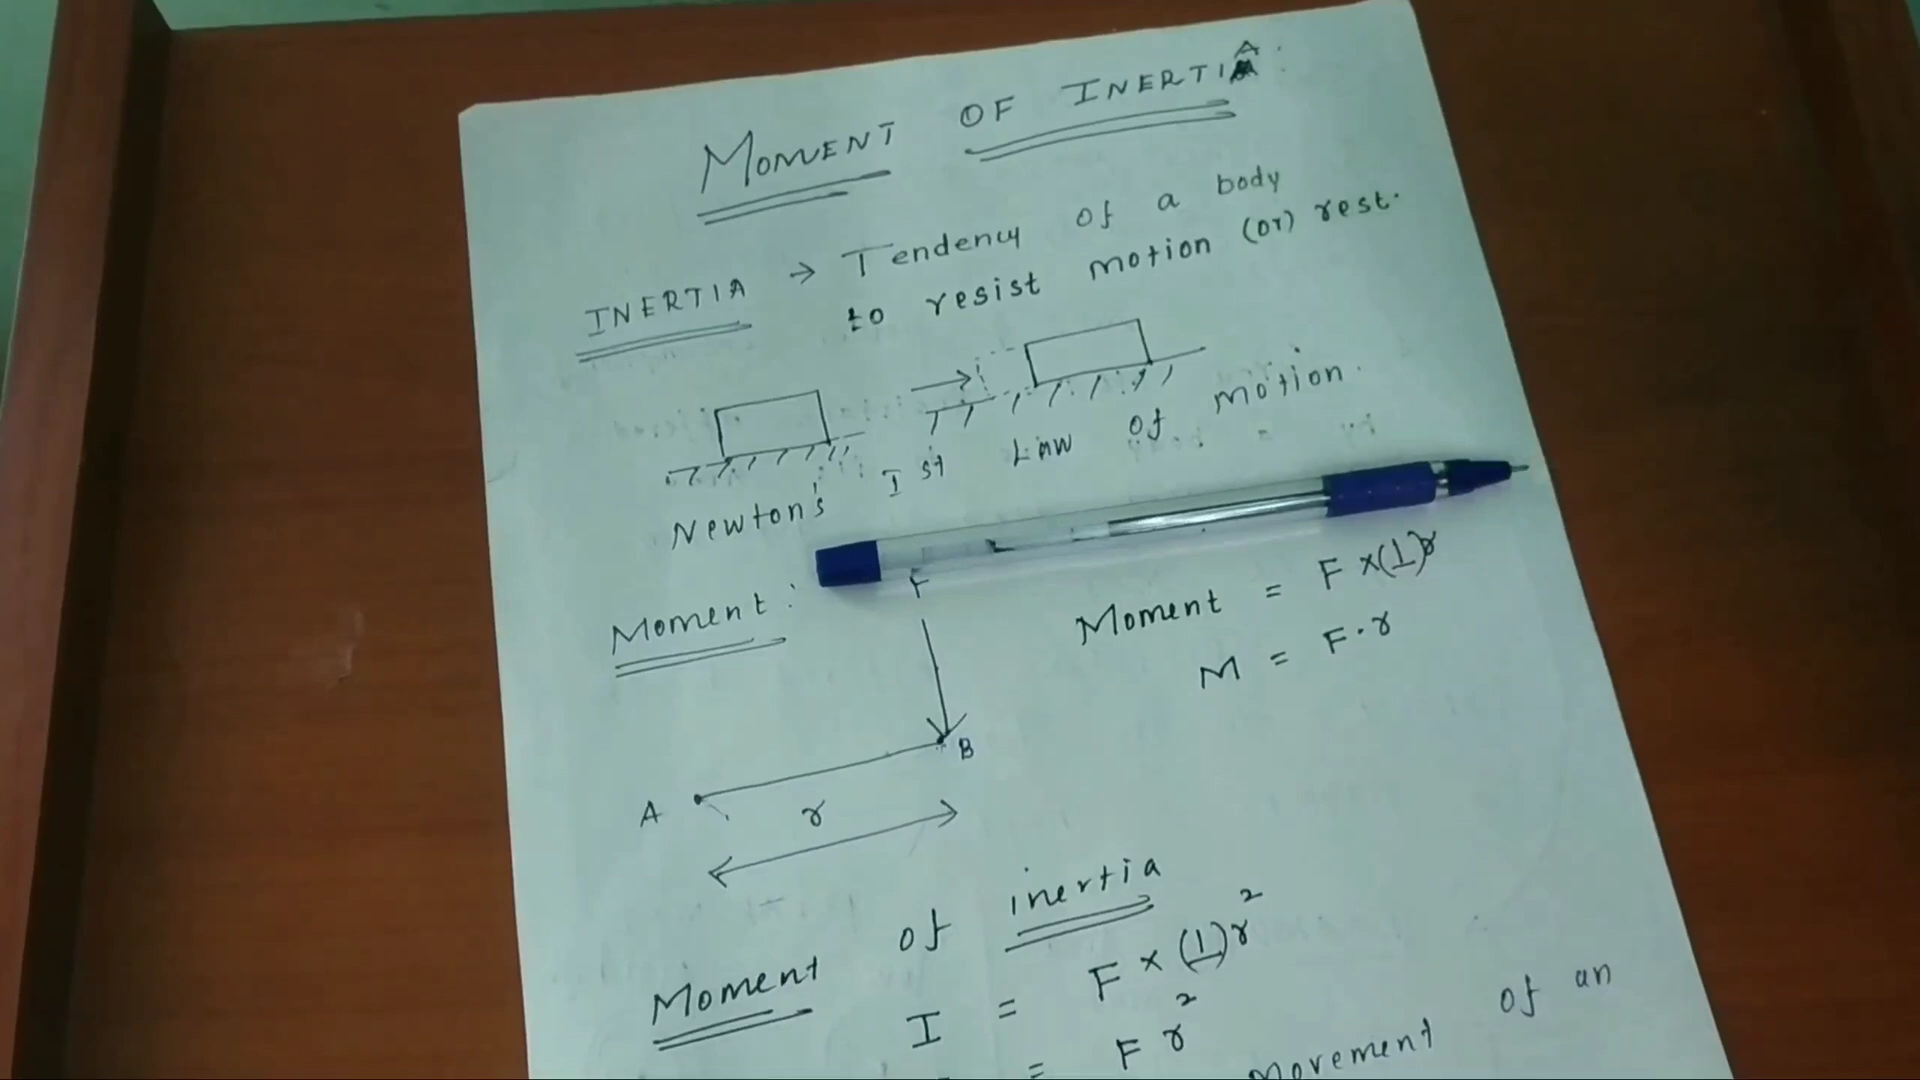 MOMENT OF INERTIA:
INERTIA → Tendency of a body
to resist motion (or) rest.
Newton's Ist Law of motion.
Moment:
F
Moment = F ×(⊥)r
M = F·r
B
A
r
Moment of inertia
I = F × (⊥)r²
= F r²
Movement of an